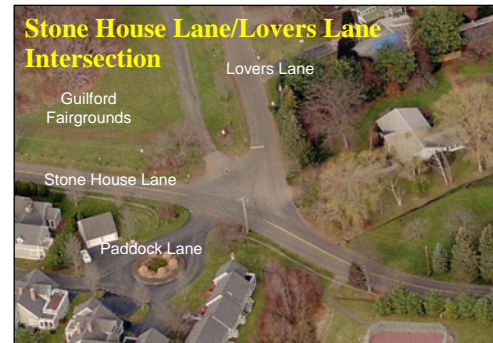 Stone House Lane/Lovers Lane
Intersection
Lovers Lane
Guilford
Fairgrounds
Stone House Lane
Paddock Lane